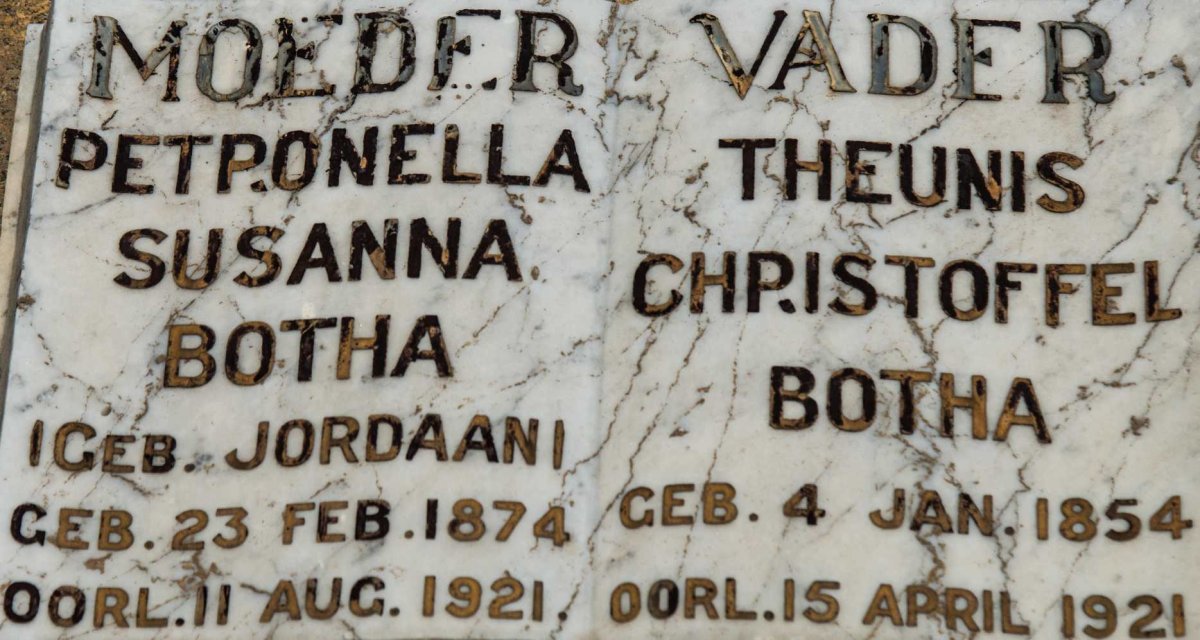 MOEDER
PETRONELLA
SUSANNA
BOTHA
(GEB. JORDAAN)
GEB. 23 FEB. 1874
OORL. 11 AUG. 1921.
VADER
THEUNIS
CHRISTOFFEL
BOTHA
GEB. 4 JAN. 1854
OORL. 15 APRIL 1921